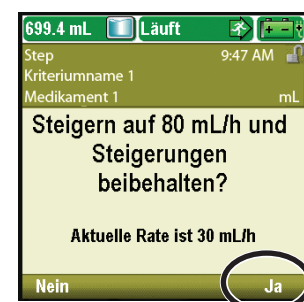 699.4 mL Läuft
Step 9:47 AM
Kriteriumname 1
Medikament 1 mL
Steigern auf 80 mL/h und
Steigerungen
beibehalten?
Aktuelle Rate ist 30 mL/h
Nein Ja